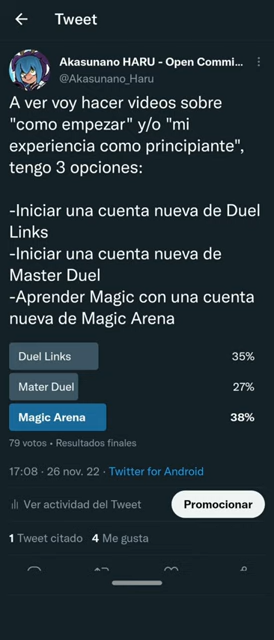 Tweet
Akasunano HARU - Open Commi...
@Akasunano_Haru
A ver voy hacer videos sobre
"como empezar" y/o "mi
experiencia como principiante",
tengo 3 opciones:
-Iniciar una cuenta nueva de Duel
Links
-Iniciar una cuenta nueva de
Master Duel
-Aprender Magic con una cuenta
nueva de Magic Arena
Duel Links 35%
Mater Duel 27%
Magic Arena 38%
79 votos • Resultados finales
17:08 · 26 nov. 22 · Twitter for Android
Ver actividad del Tweet Promocionar
1 Tweet citado 4 Me gusta